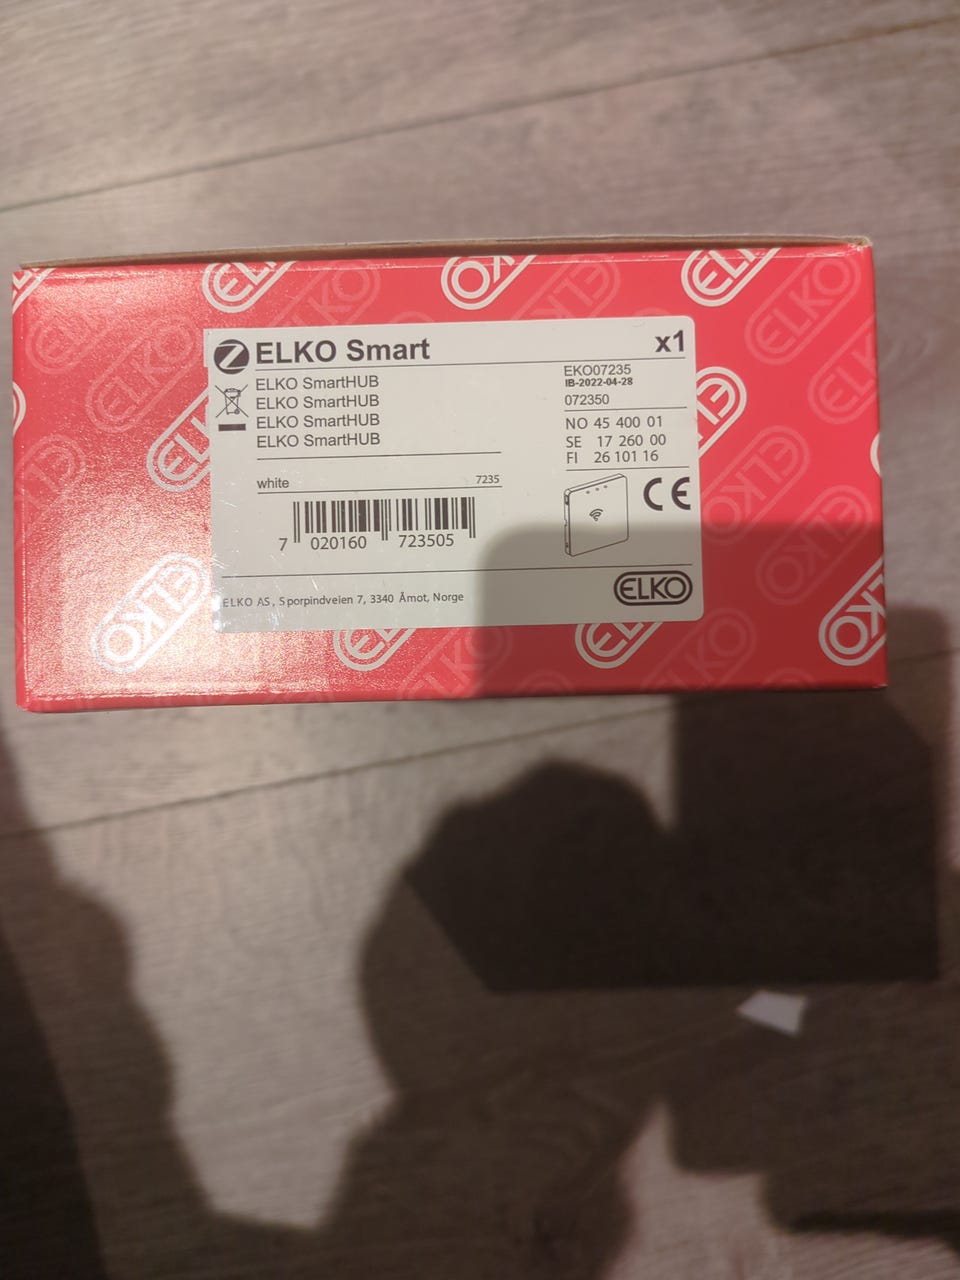 ELKO Smart
x1
ELKO SmartHUB
ELKO SmartHUB
ELKO SmartHUB
ELKO SmartHUB
EKO07235
IB-2022-04-28
072350
NO 45 400 01
SE 17 260 00
FI 26 101 16
white
7235
CE
7 020160 723505
ELKO
ELKO AS, Sporpindveien 7, 3340 Åmot, Norge